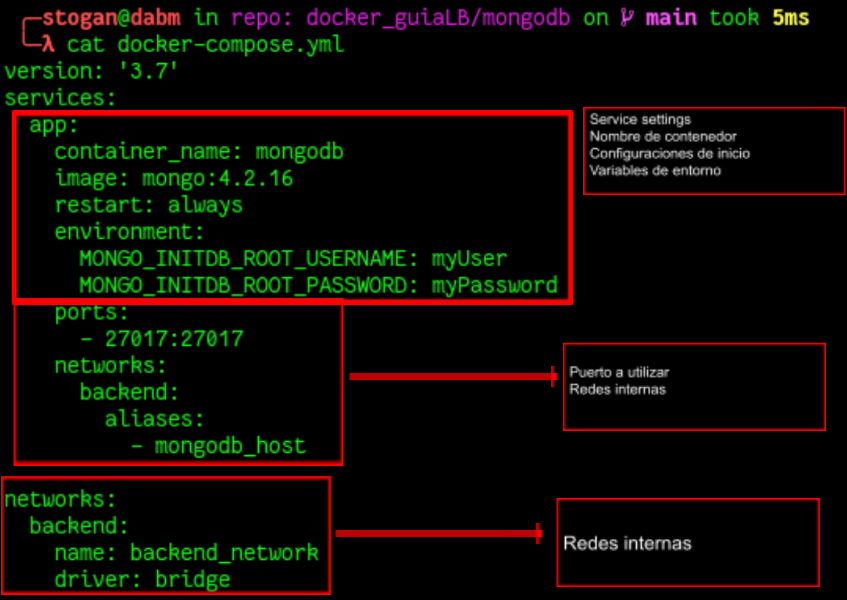 stogan@dabm in repo: docker_guiaLB/mongodb on main took 5ms
λ cat docker-compose.yml
version: '3.7'
services:
app:
container_name: mongodb
image: mongo:4.2.16
restart: always
environment:
MONGO_INITDB_ROOT_USERNAME: myUser
MONGO_INITDB_ROOT_PASSWORD: myPassword
Service settings
Nombre de contenedor
Configuraciones de inicio
Variables de entorno
ports:
- 27017:27017
networks:
backend:
aliases:
- mongodb_host
Puerto a utilizar
Redes internas
networks:
backend:
name: backend_network
driver: bridge
Redes internas